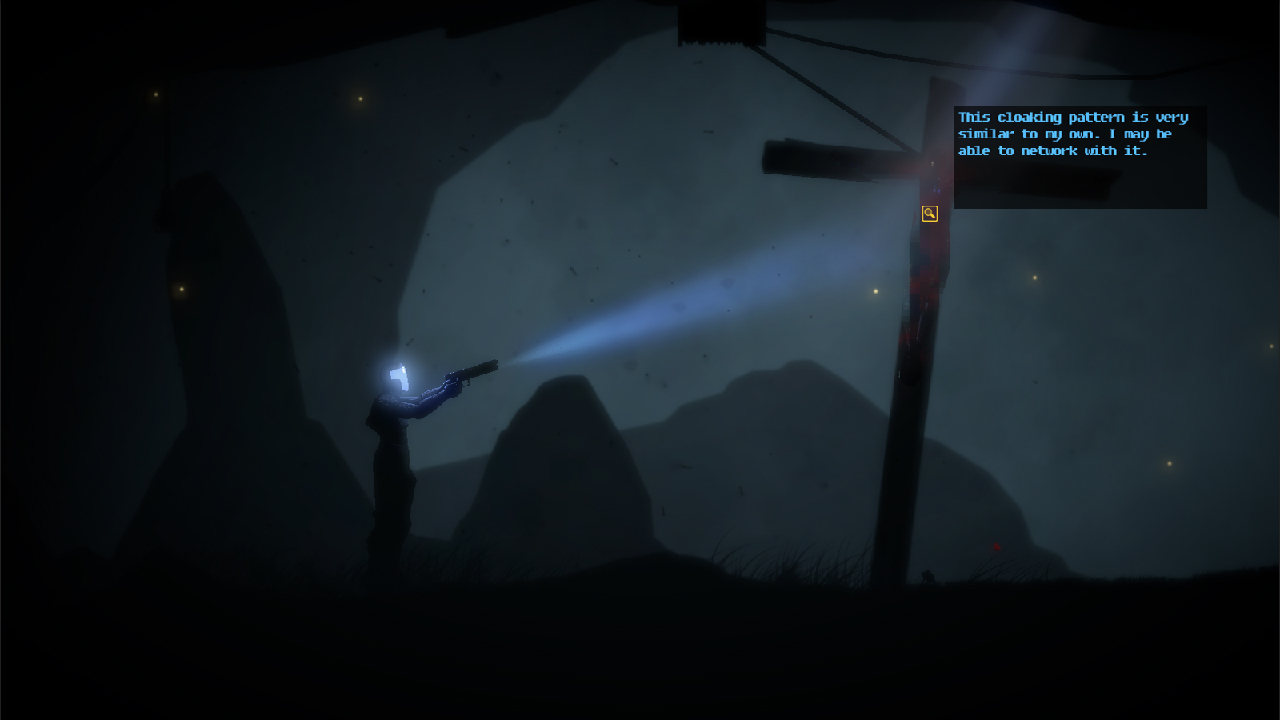 This cloaking pattern is very
similar to my own. I may be
able to network with it.